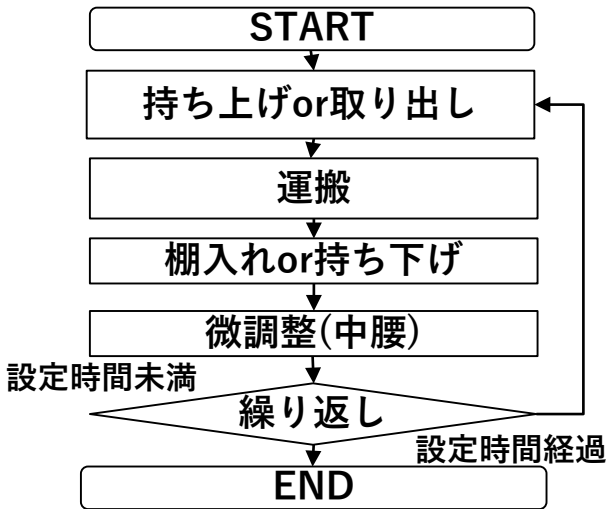 START
持ち上げor取り出し
運搬
棚入れor持ち下げ
微調整(中腰)
設定時間未満
繰り返し
設定時間経過
END